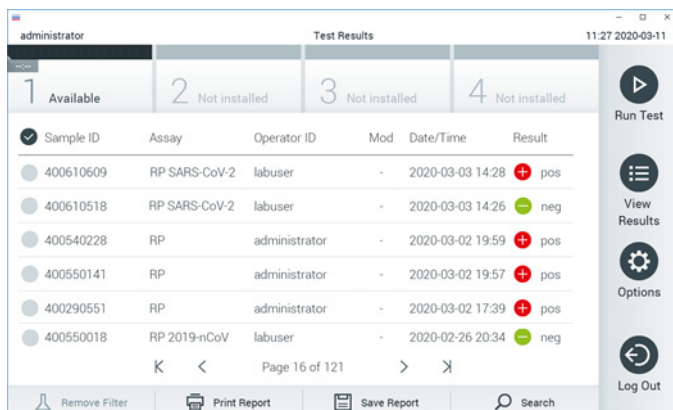 administrator Test Results 11:27 2020-03-11
--:--
1 Available 2 Not installed 3 Not installed 4 Not installed
Run Test
Sample ID Assay Operator ID Mod Date/Time Result
400610609 RP SARS-CoV-2 labuser - 2020-03-03 14:28 pos
400610518 RP SARS-CoV-2 labuser - 2020-03-03 14:26 neg
View
Results
400540228 RP administrator - 2020-03-02 19:59 pos
400550141 RP administrator - 2020-03-02 19:57 pos
Options
400290551 RP administrator - 2020-03-02 17:39 pos
400550018 RP 2019-nCoV labuser - 2020-02-26 20:34 neg
Page 16 of 121
Log Out
Remove Filter Print Report Save Report Search